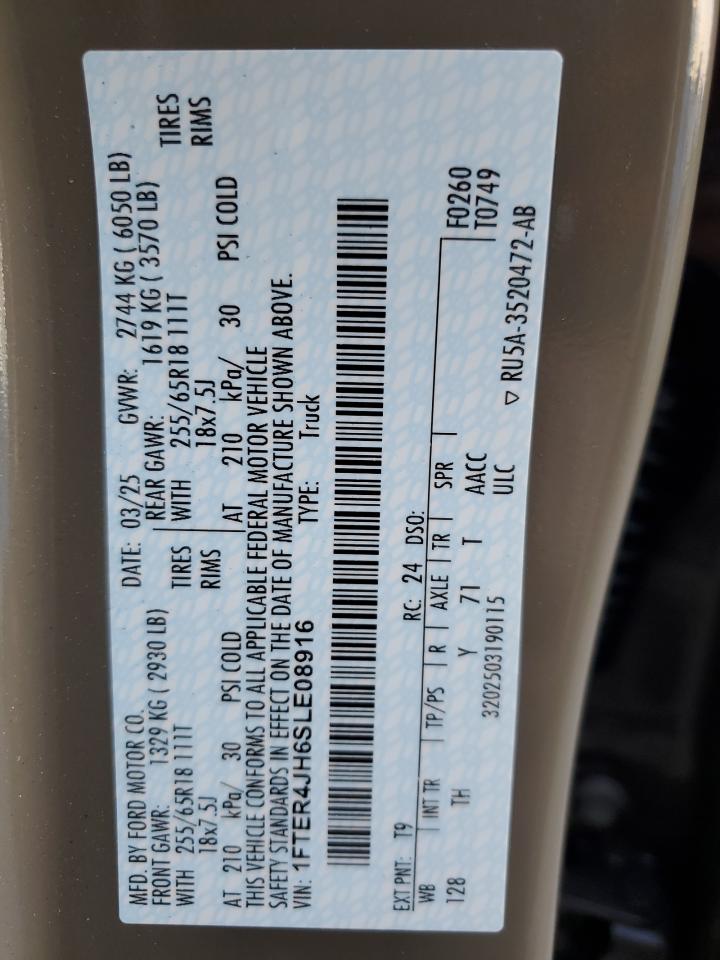 MFD. BY FORD MOTOR CO. DATE: 03/25 GVWR: 2744 KG ( 6050 LB)
FRONT GAWR: 1329 KG ( 2930 LB) REAR GAWR: 1619 KG ( 3570 LB)
WITH 255/65R18 111T TIRES WITH 255/65R18 111T TIRES
18x7.5J RIMS 18x7.5J RIMS
AT 210 kPa/ 30 PSI COLD AT 210 kPa/ 30 PSI COLD
THIS VEHICLE CONFORMS TO ALL APPLICABLE FEDERAL MOTOR VEHICLE
SAFETY STANDARDS IN EFFECT ON THE DATE OF MANUFACTURE SHOWN ABOVE.
VIN: 1FTER4JH6SLE08916 TYPE: Truck
EXT PNT: T9 RC: 24 DSO: F0260
WB INT TR TP/PS R AXLE TR SPR T0749
128 TH Y 71 T AACC
3202503190115 ULC ▽ RU5A-3520472-AB